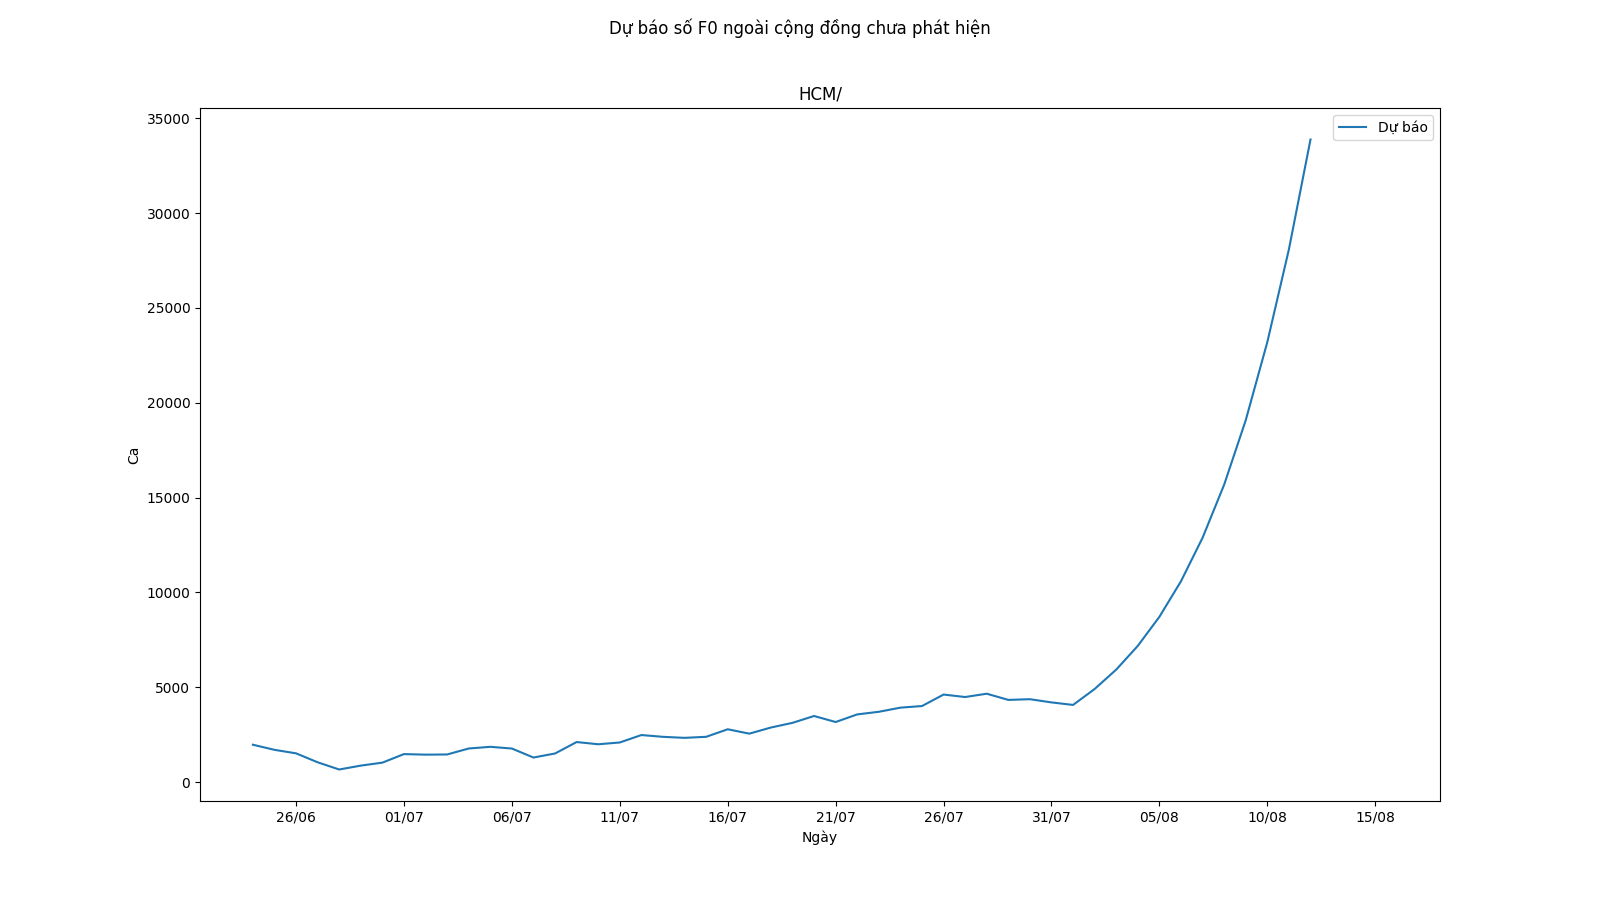 Dự báo số F0 ngoài cộng đồng chưa phát hiện
HCM/
Dự báo
35000
30000
25000
20000
15000
10000
5000
0
Ca
26/06 01/07 06/07 11/07 16/07 21/07 26/07 31/07 05/08 10/08 15/08
Ngày